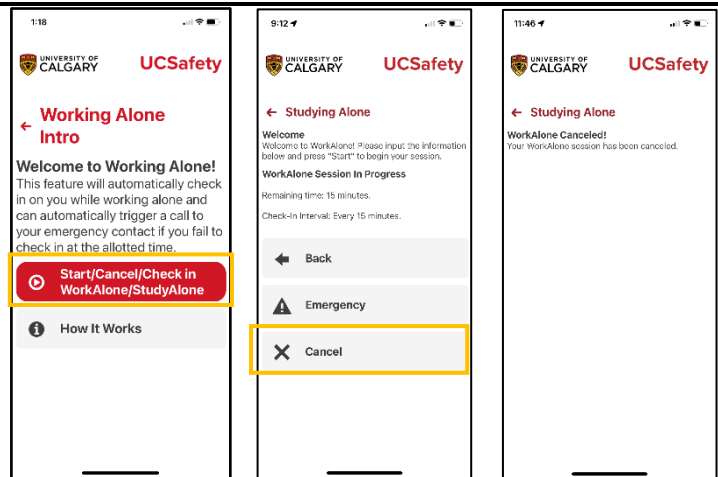 1:18
UNIVERSITY OF
CALGARY
UCSafety
← Working Alone
Intro
Welcome to Working Alone!
This feature will automatically check
in on you while working alone and
can automatically trigger a call to
your emergency contact if you fail to
check in at the allotted time.
Start/Cancel/Check in
WorkAlone/StudyAlone
How It Works
9:12
UNIVERSITY OF
CALGARY
UCSafety
← Studying Alone
Welcome
Welcome to WorkAlone! Please input the information
below and press "Start" to begin your session.
WorkAlone Session In Progress
Remaining time: 15 minutes.
Check-In Interval: Every 15 minutes.
Back
Emergency
Cancel
11:46
UNIVERSITY OF
CALGARY
UCSafety
← Studying Alone
WorkAlone Canceled!
Your WorkAlone session has been canceled.